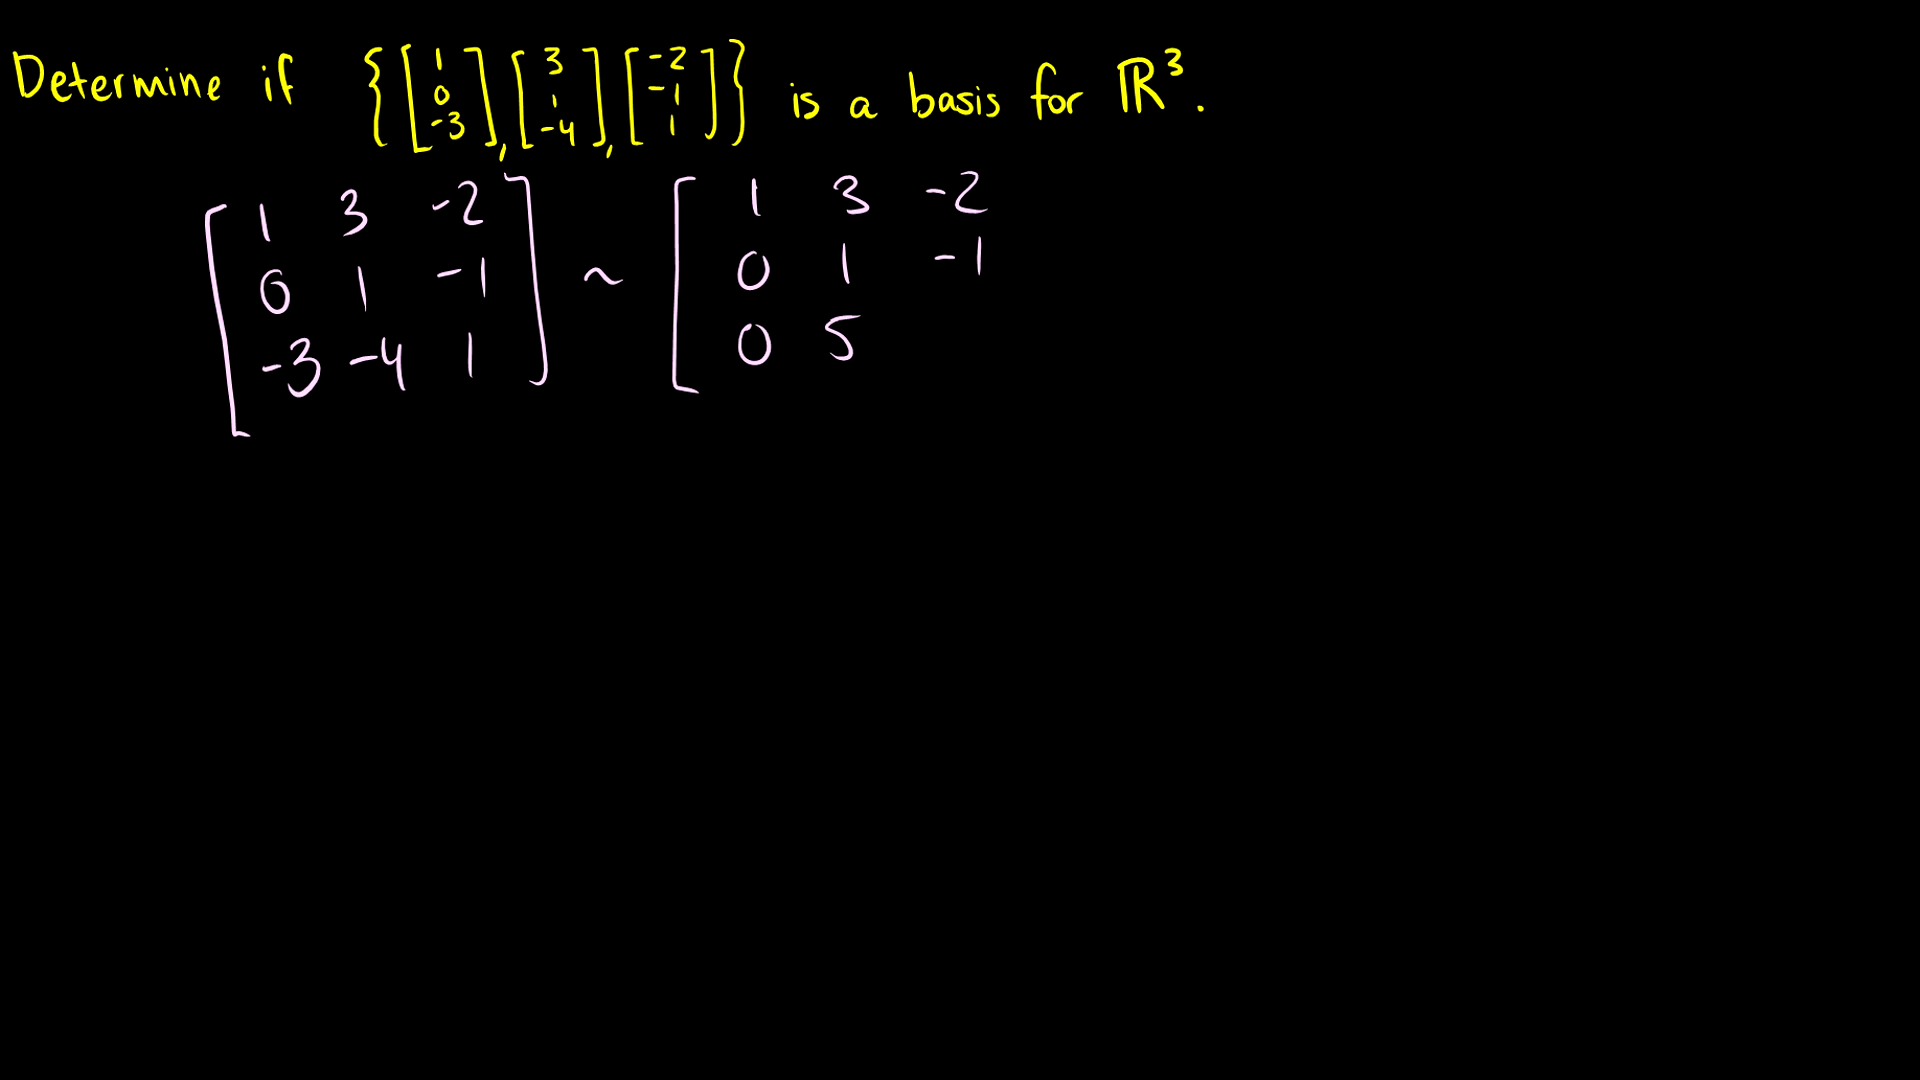 Determine if {[1 0 -3], [3 1 -4], [-2 -1 1]} is a basis for ℝ³.
[1 3 -2] ~ [1 3 -2
0 1 -1 0 1 -1
-3 -4 1 0 5